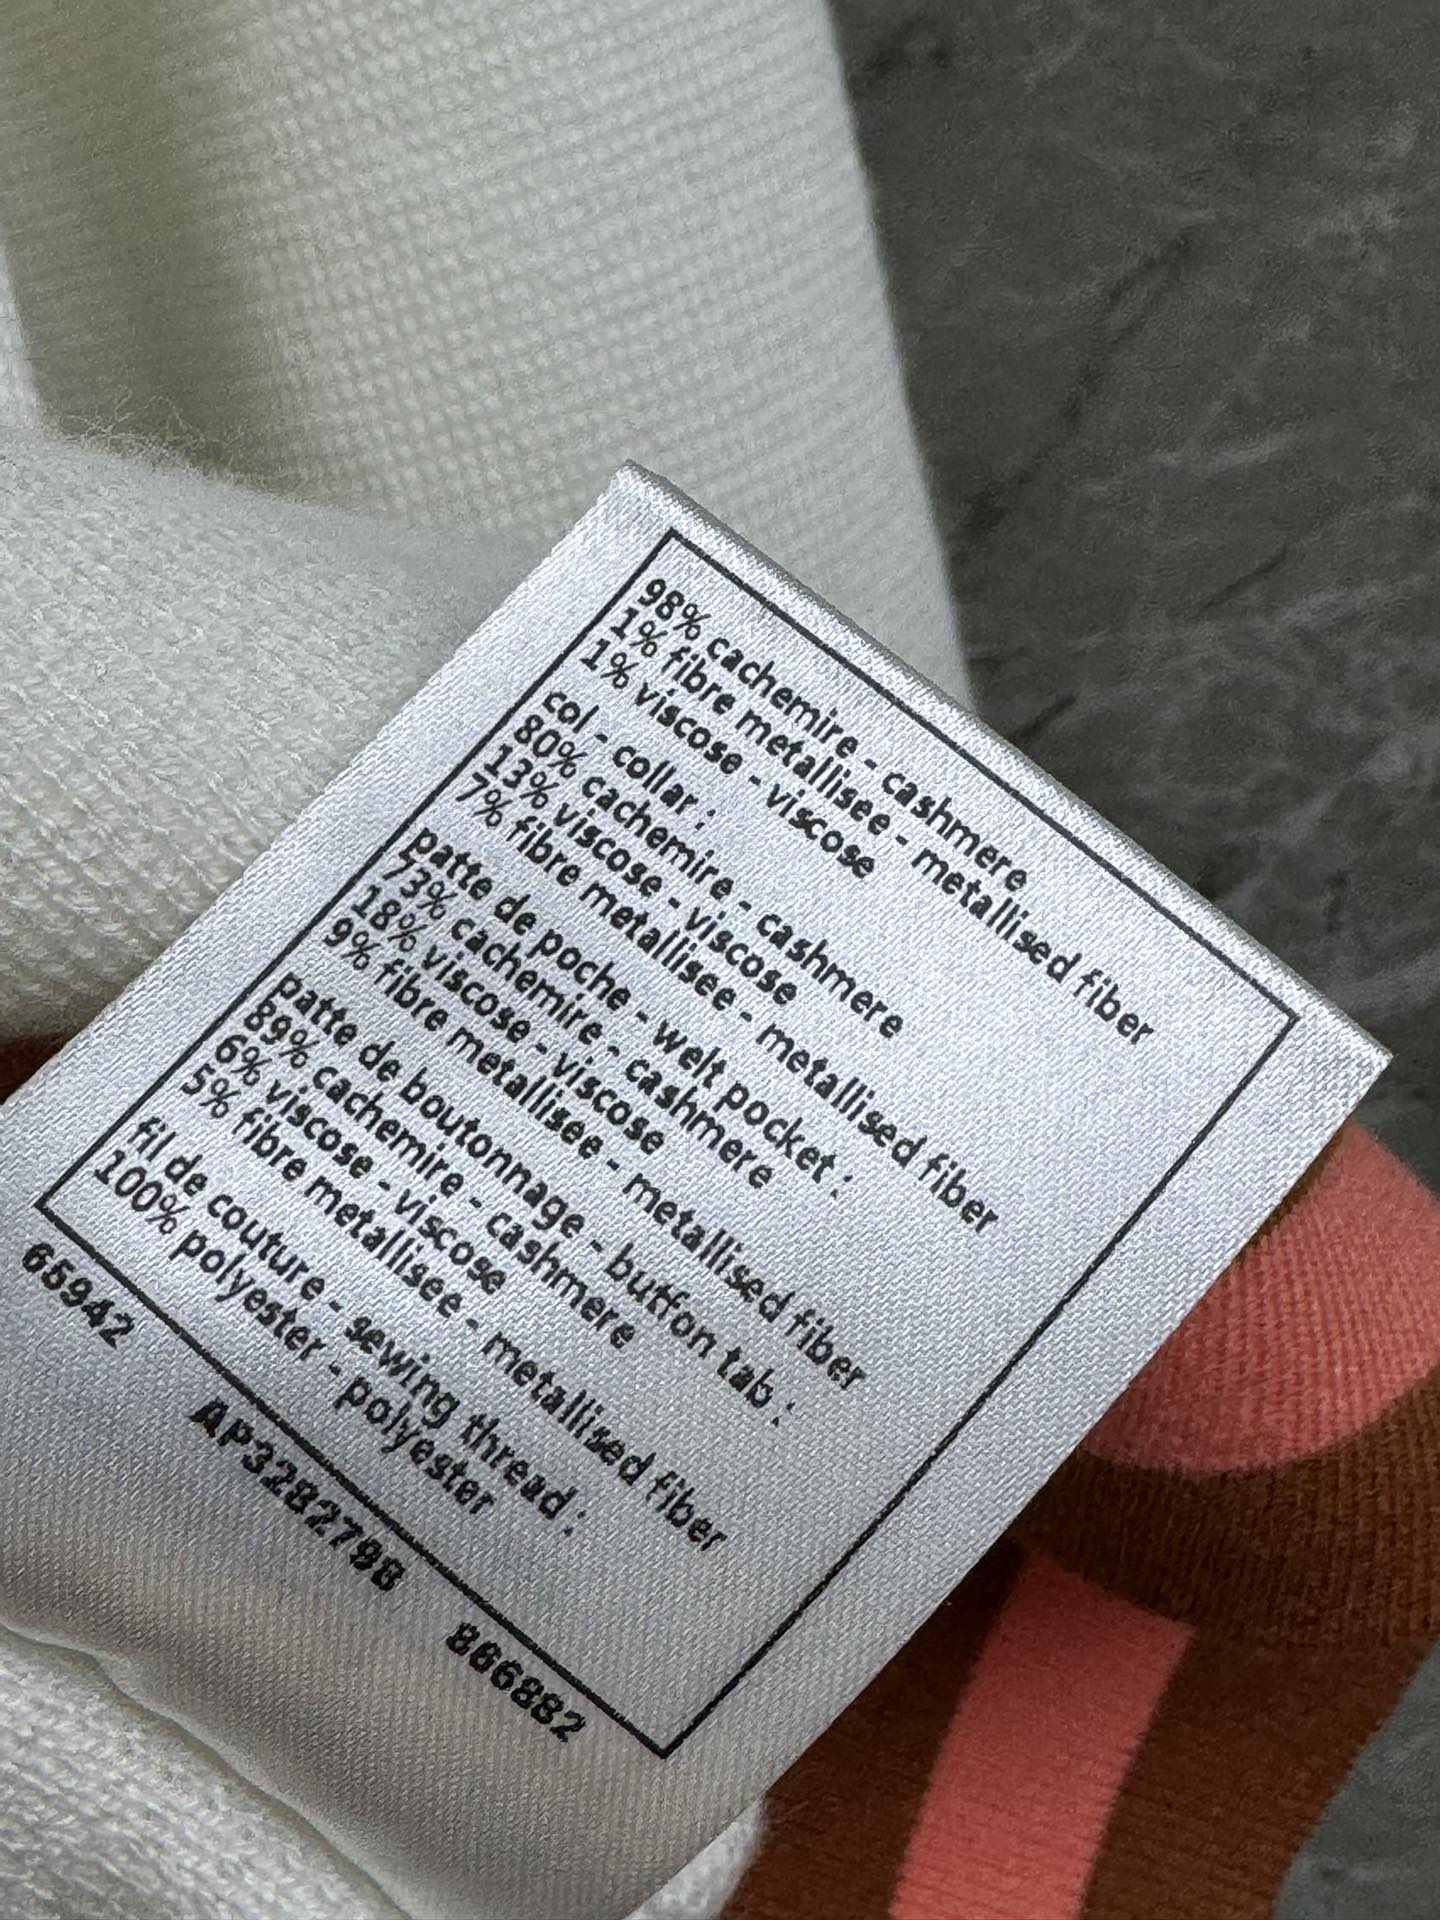 98% cachemire - cashmere
1% fibre metallisee - metallised fiber
1% viscose - viscose
col - collar :
80% cachemire - cashmere
13% viscose - viscose
7% fibre metallisee - metallised fiber
patte de poche - welt pocket :
73% cachemire - cashmere
18% viscose - viscose
9% fibre metallisee - metallised fiber
patte de boutonnage - button tab :
89% cachemire - cashmere
6% viscose - viscose
5% fibre metallisee - metallised fiber
fil de couture - sewing thread :
100% polyester - polyester
65942 AP3282798 866882